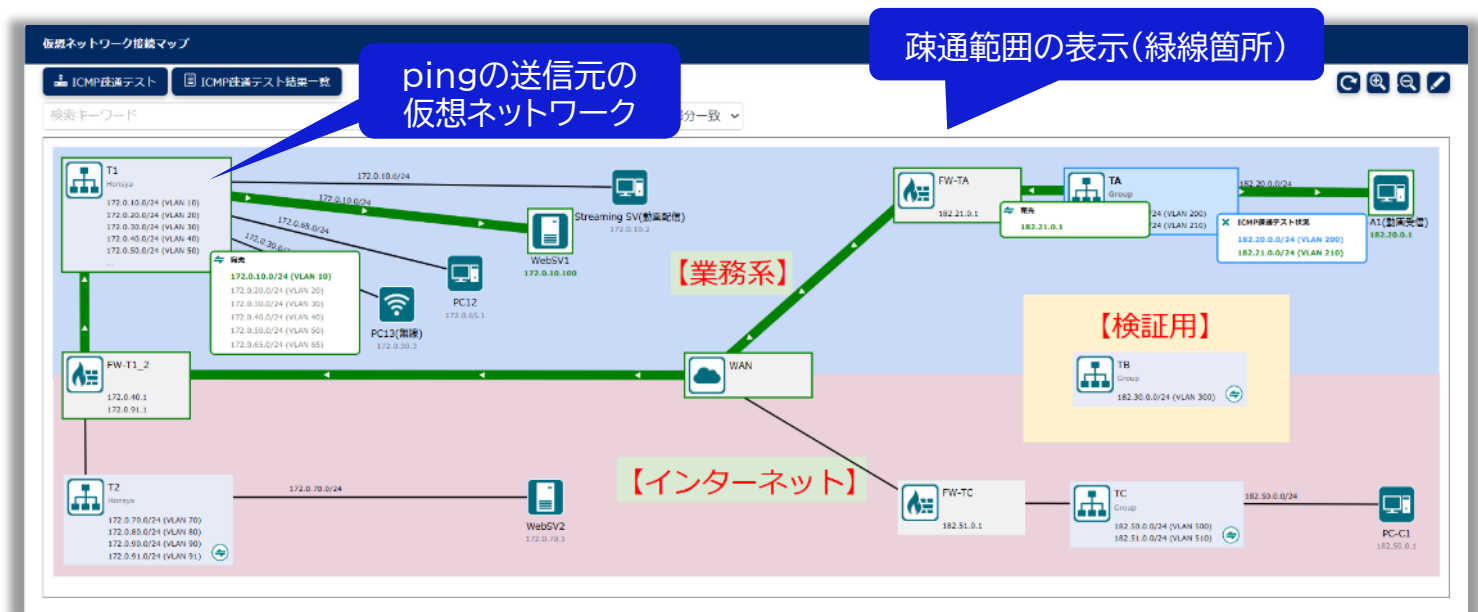 仮想ネットワーク接続マップ
疎通範囲の表示(緑線箇所)
pingの送信元の
仮想ネットワーク
ICMP疎通テスト
ICMP疎通テスト結果一覧
検索キーワード
部分一致
T1
Honsya
172.0.10.0/24 (VLAN 10)
172.0.20.0/24 (VLAN 20)
172.0.30.0/24 (VLAN 30)
172.0.40.0/24 (VLAN 40)
172.0.50.0/24 (VLAN 50)
...
172.0.10.0/24
172.0.10.0/24
172.0.65.0/24
172.0.30.0/
Streaming SV(動画配信)
172.0.10.2
WebSV1
172.0.10.100
PC12
172.0.65.1
PC13(無線)
172.0.30.3
宛先
172.0.10.0/24 (VLAN 10)
172.0.20.0/24 (VLAN 20)
172.0.30.0/24 (VLAN 30)
172.0.40.0/24 (VLAN 40)
172.0.50.0/24 (VLAN 50)
172.0.65.0/24 (VLAN 65)
【業務系】
FW-TA
182.21.0.1
宛先
182.21.0.1
TA
Group
/24 (VLAN 200)
/24 (VLAN 210)
182.20.0.0/24
ICMP疎通テスト状況
182.20.0.0/24 (VLAN 200)
182.21.0.0/24 (VLAN 210)
-A1(動画受信)
182.20.0.1
【検証用】
TB
Group
182.30.0.0/24 (VLAN 300)
FW-T1_2
172.0.40.1
172.0.91.1
WAN
【インターネット】
T2
Honsya
172.0.70.0/24 (VLAN 70)
172.0.80.0/24 (VLAN 80)
172.0.90.0/24 (VLAN 90)
172.0.91.0/24 (VLAN 91)
172.0.70.0/24
WebSV2
172.0.70.1
FW-TC
182.51.0.1
TC
Group
182.50.0.0/24 (VLAN 500)
182.51.0.0/24 (VLAN 510)
182.50.0.0/24
PC-C1
182.50.0.1